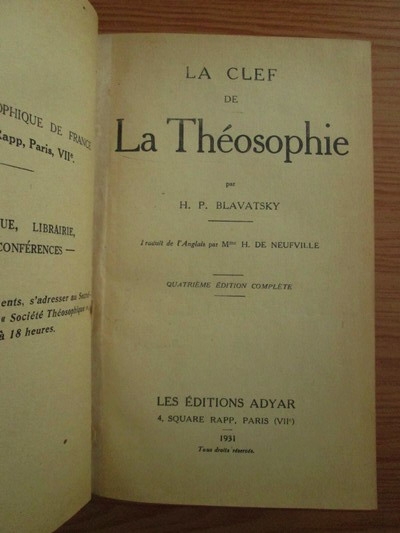 OPHIQUE DE FRANCE
Rapp, Paris, VIIe.
QUE, LIBRAIRIE,
CONFÉRENCES —
ents, s'adresser au
Société Théosophique
à 18 heures.
LA CLEF
DE
La Théosophie
par
H. P. BLAVATSKY
Traduit de l'Anglais par Mme H. DE NEUFVILLE
QUATRIÈME ÉDITION COMPLÈTE
LES ÉDITIONS ADYAR
4, SQUARE RAPP, PARIS (VIIe)
1931
Tous droits réservés.